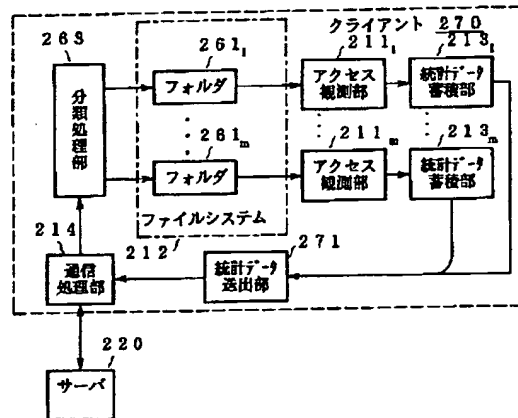 クライアント 270
263
261₁
211₁
213₁
分類処理部
フォルダ
アクセス
観測部
統計データ
蓄積部
261ₘ
211ₘ
213ₘ
フォルダ
アクセス
観測部
統計データ
蓄積部
ファイルシステム
214
212
271
通信
処理部
統計データ
送出部
220
サーバ